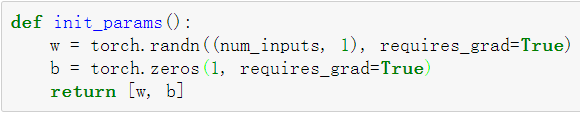 def init_params():
    w = torch.randn((num_inputs, 1), requires_grad=True)
    b = torch.zeros(1, requires_grad=True)
    return [w, b]